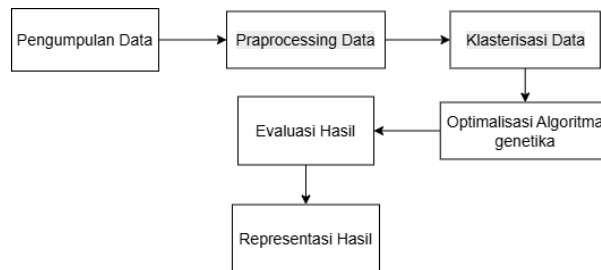 Pengumpulan Data
Praprocessing Data
Klasterisasi Data
Optimalisasi Algoritma
genetika
Evaluasi Hasil
Representasi Hasil